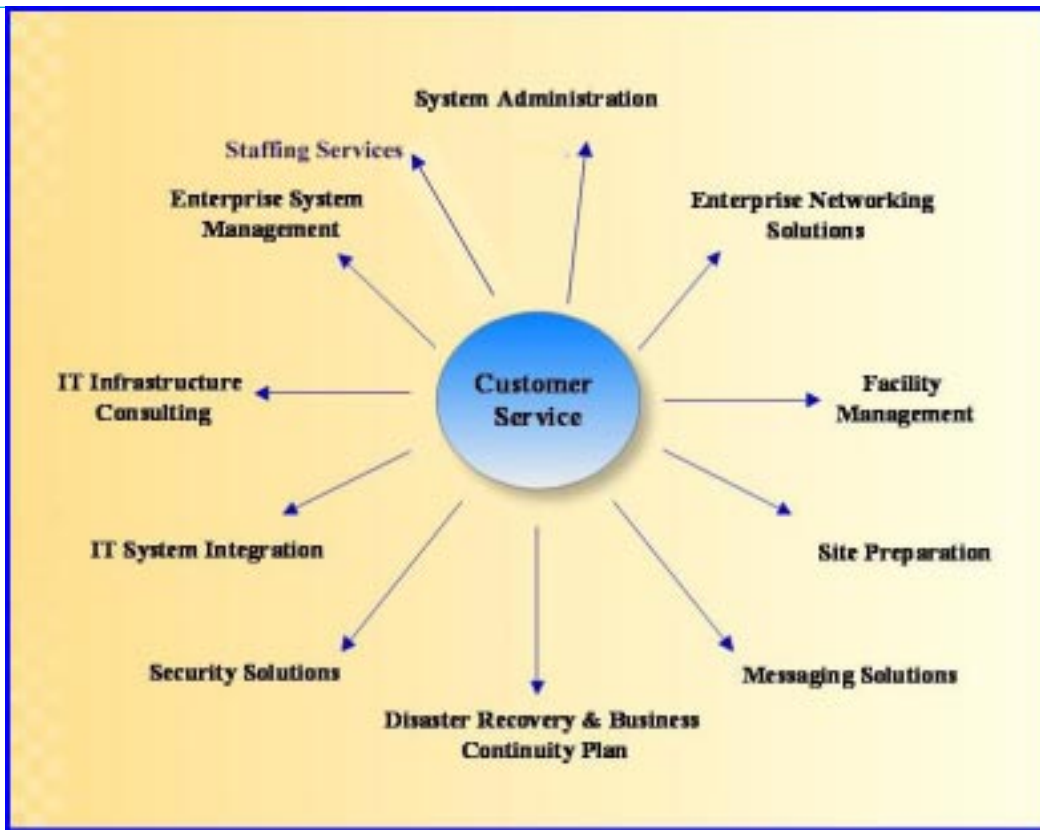 System Administration
Staffing Services
Enterprise System
Management
Enterprise Networking
Solutions
IT Infrastructure
Consulting
Customer
Service
Facility
Management
IT System Integration
Site Preparation
Security Solutions
Messaging Solutions
Disaster Recovery & Business
Continuity Plan